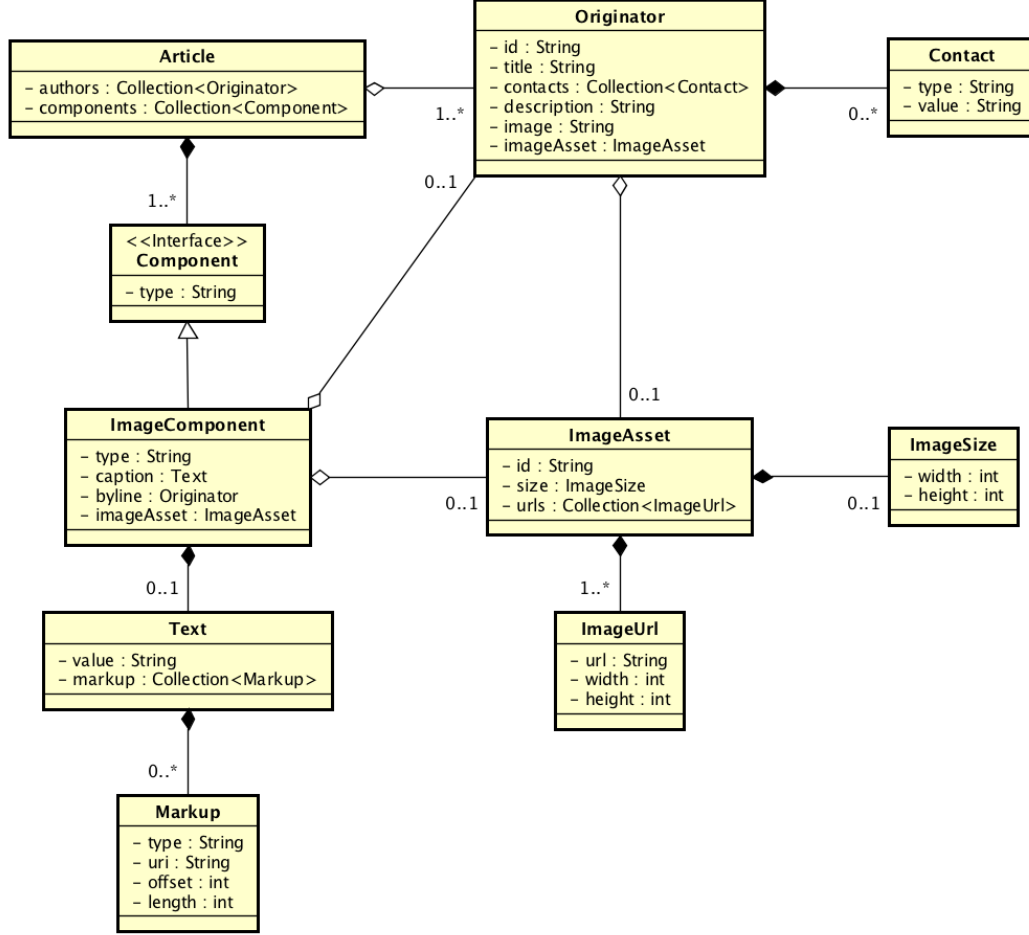 Originator
- id : String
- title : String
- contacts : Collection<Contact>
- description : String
- image : String
- imageAsset : ImageAsset
Article
- authors : Collection<Originator>
- components : Collection<Component>
Contact
- type : String
- value : String
1..*
0..*
0..1
1..*
<<Interface>>
Component
- type : String
0..1
ImageComponent
- type : String
- caption : Text
- byline : Originator
- imageAsset : ImageAsset
ImageAsset
- id : String
- size : ImageSize
- urls : Collection<ImageUrl>
ImageSize
- width : int
- height : int
0..1
0..1
0..1
1..*
Text
- value : String
- markup : Collection<Markup>
ImageUrl
- url : String
- width : int
- height : int
0..*
Markup
- type : String
- uri : String
- offset : int
- length : int